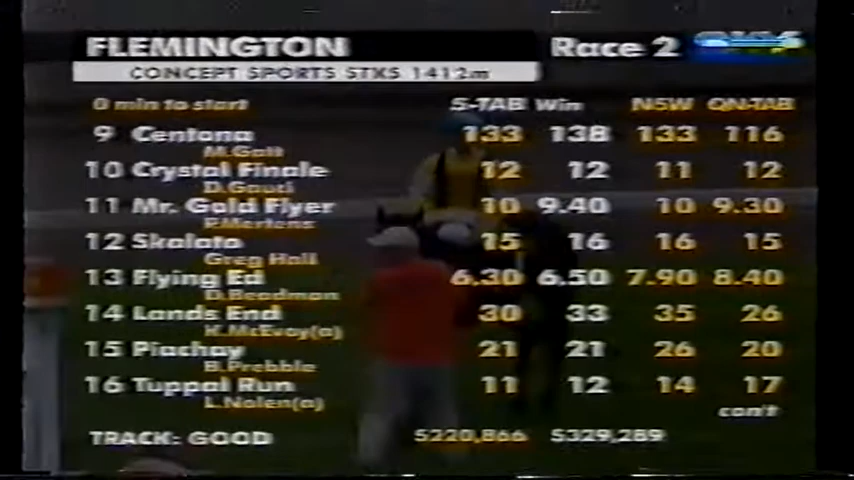 FLEMINGTON Race 2
CONCEPT SPORTS STKS 1412m
0 min to start S-TAB Win NSW QN-TAB
9 Centana 133 138 133 116
M.Gatt
10 Crystal Finale 12 12 11 12
D.Gauci
11 Mr. Gold Flyer 10 9.40 10 9.30
P.Mertens
12 Skalato 15 16 16 15
Greg Hall
13 Flying Ed 6.30 6.50 7.90 8.40
D.Beadman
14 Lands End 30 33 35 26
K.McEvoy(a)
15 Piachay 21 21 26 20
B.Prebble
16 Tuppal Run 11 12 14 17
L.Nolen(a)
con't
TRACK: GOOD $220,866 $329,289